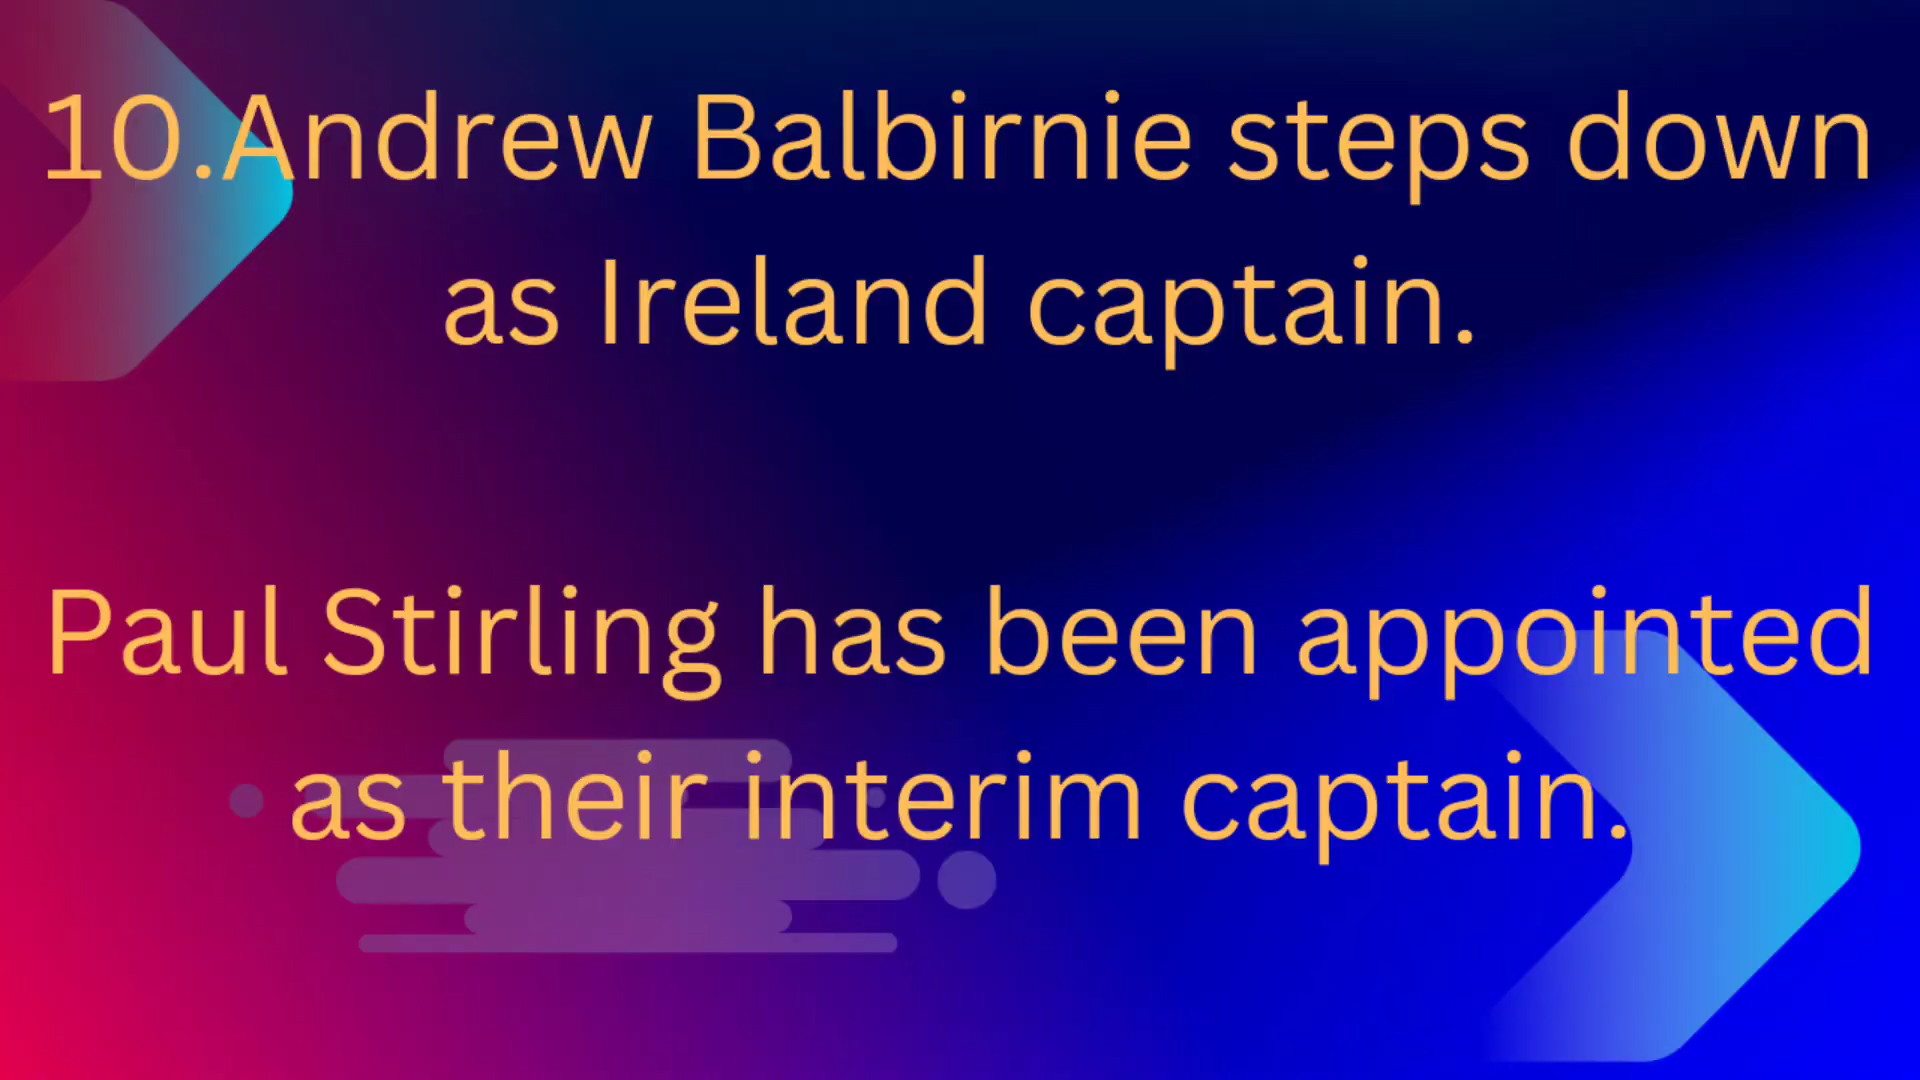 10.Andrew Balbirnie steps down
as Ireland captain.
Paul Stirling has been appointed
as their interim captain.